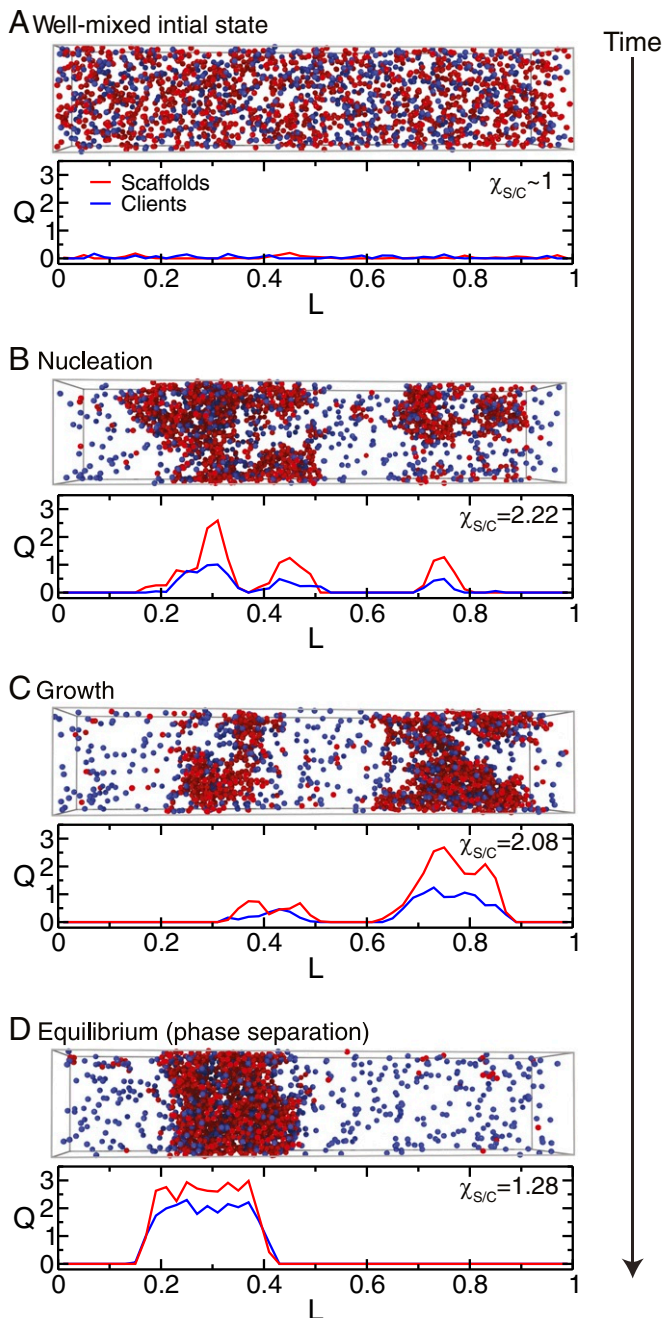 A Well-mixed intial state
Time
3
2
Q
1
0
Scaffolds
Clients
χS/C~1
0 0.2 0.4 0.6 0.8 1
L
B Nucleation
3
2
Q
1
0
χS/C=2.22
0 0.2 0.4 0.6 0.8 1
L
C Growth
3
2
Q
1
0
χS/C=2.08
0 0.2 0.4 0.6 0.8 1
L
D Equilibrium (phase separation)
3
2
Q
1
0
χS/C=1.28
0 0.2 0.4 0.6 0.8 1
L